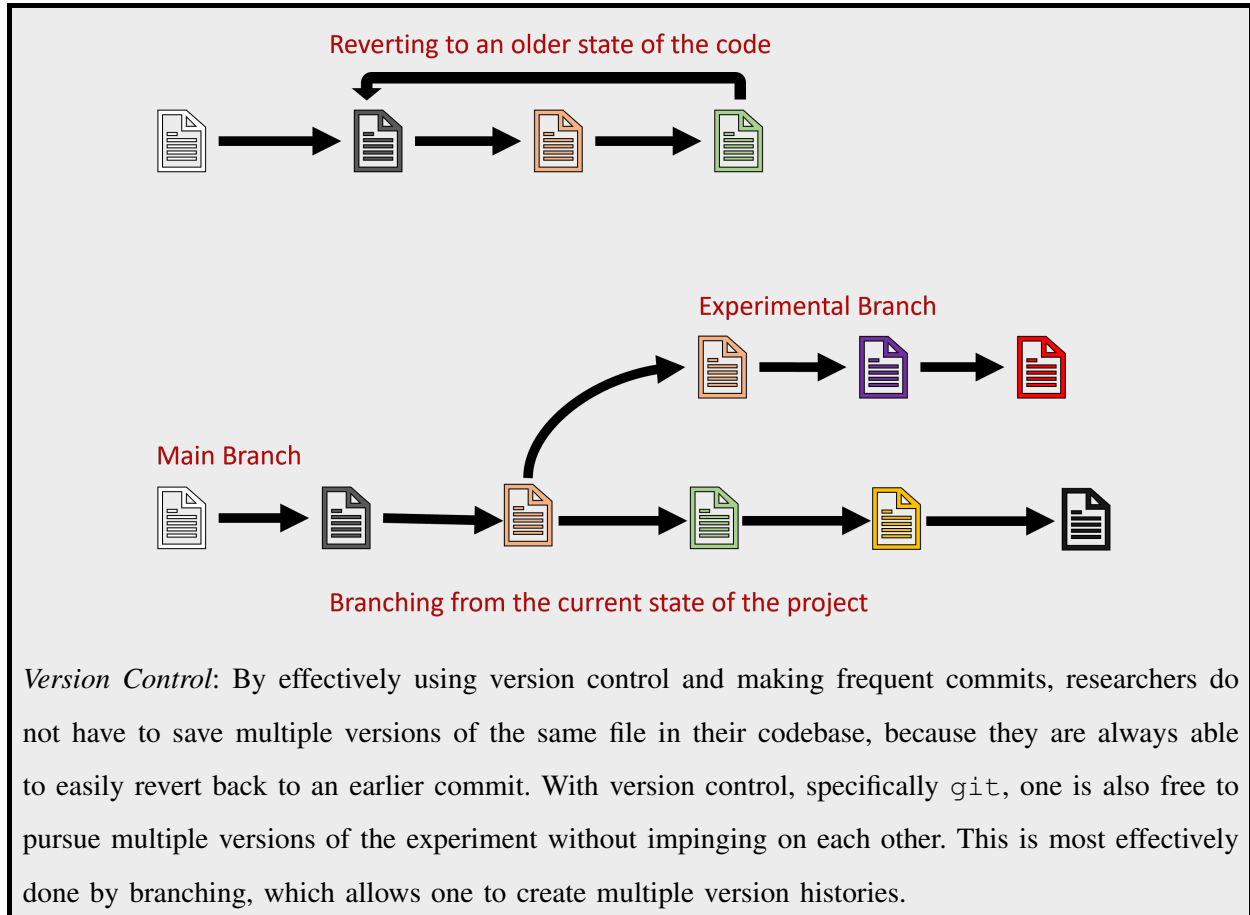 Reverting to an older state of the code
Experimental Branch
Main Branch
Branching from the current state of the project
Version Control: By effectively using version control and making frequent commits, researchers do
not have to save multiple versions of the same file in their codebase, because they are always able
to easily revert back to an earlier commit. With version control, specifically git, one is also free to
pursue multiple versions of the experiment without impinging on each other. This is most effectively
done by branching, which allows one to create multiple version histories.